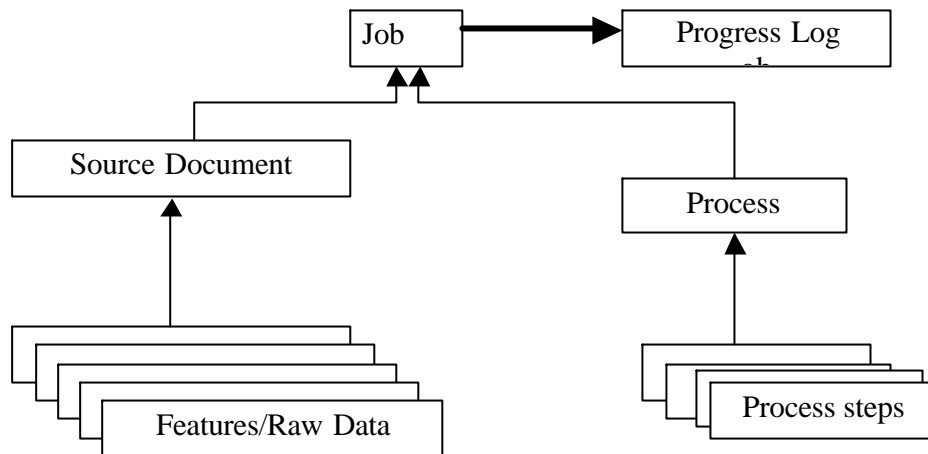 Job
Progress Log
Source Document
Process
Features/Raw Data
Process steps